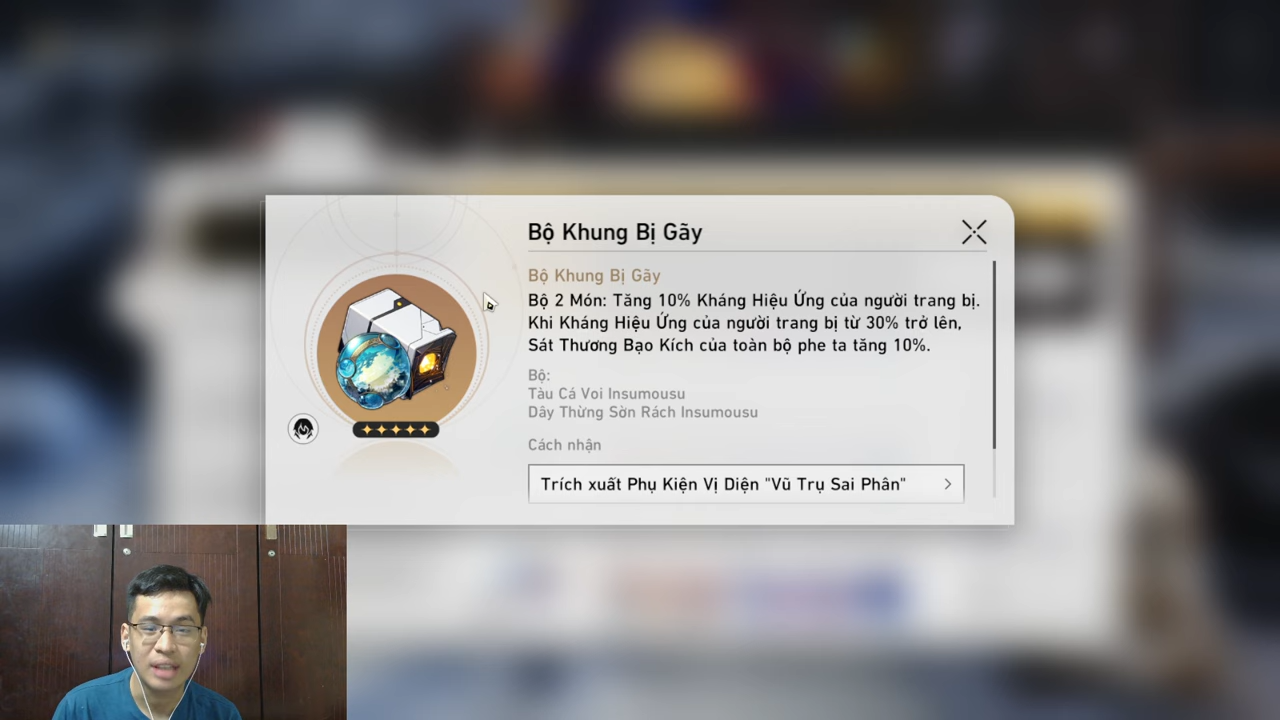 Bộ Khung Bị Gãy
Bộ Khung Bị Gãy
Bộ 2 Món: Tăng 10% Kháng Hiệu Ứng của người trang bị.
Khi Kháng Hiệu Ứng của người trang bị từ 30% trở lên,
Sát Thương Bạo Kích của toàn bộ phe ta tăng 10%.
Bộ:
Tàu Cá Voi Insumousu
Dây Thừng Sờn Rách Insumousu
Cách nhận
Trích xuất Phụ Kiện Vị Diện "Vũ Trụ Sai Phân"